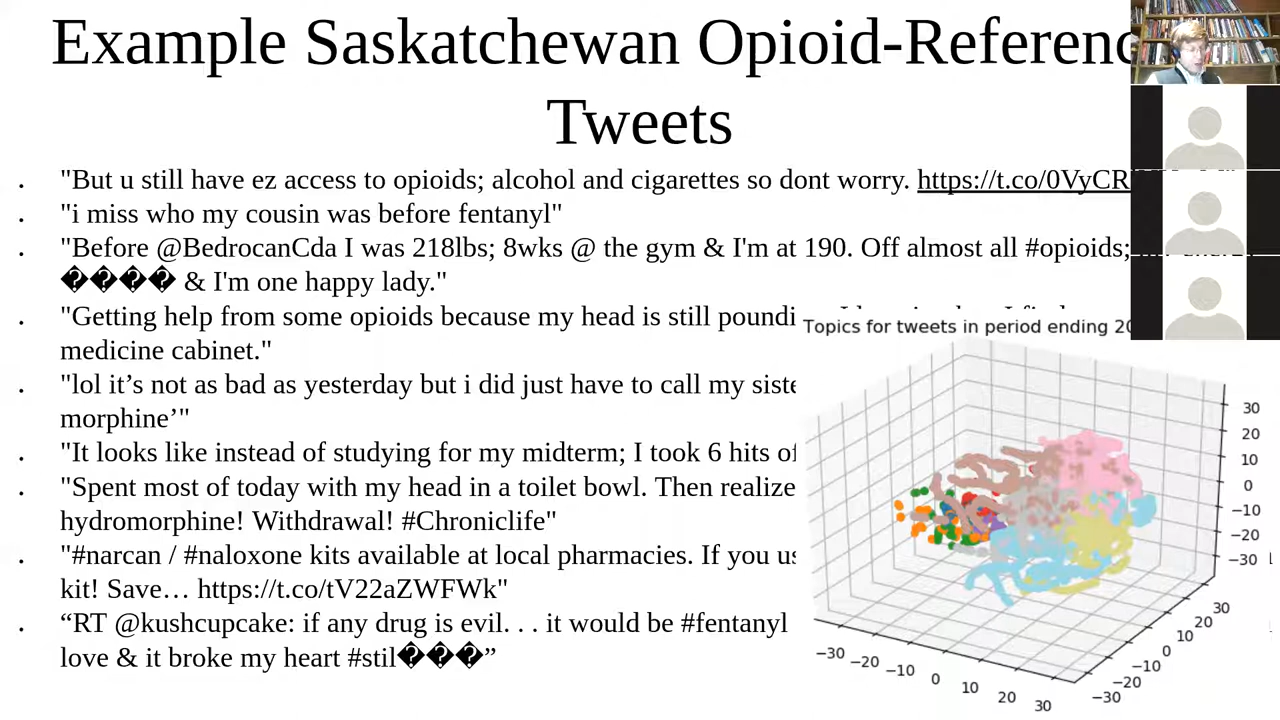 Example Saskatchewan Opioid-Referenc
Tweets
"But u still have ez access to opioids; alcohol and cigarettes so dont worry. https://t.co/0VyCR
"i miss who my cousin was before fentanyl"
"Before @BedrocanCda I was 218lbs; 8wks @ the gym & I'm at 190. Off almost all #opioids;
���� & I'm one happy lady."
"Getting help from some opioids because my head is still poundi
medicine cabinet."
"lol it’s not as bad as yesterday but i did just have to call my siste
morphine’"
"It looks like instead of studying for my midterm; I took 6 hits of
"Spent most of today with my head in a toilet bowl. Then realize
hydromorphine! Withdrawal! #Chroniclife"
"#narcan / #naloxone kits available at local pharmacies. If you us
kit! Save… https://t.co/tV22aZWFWk"
“RT @kushcupcake: if any drug is evil. . . it would be #fentanyl
love & it broke my heart #stil���”
Topics for tweets in period ending 20
30
20
10
0
−10
−20
−30
−30 −20 −10 0 10 20 30
30
20
10
0
−10
−20
−30